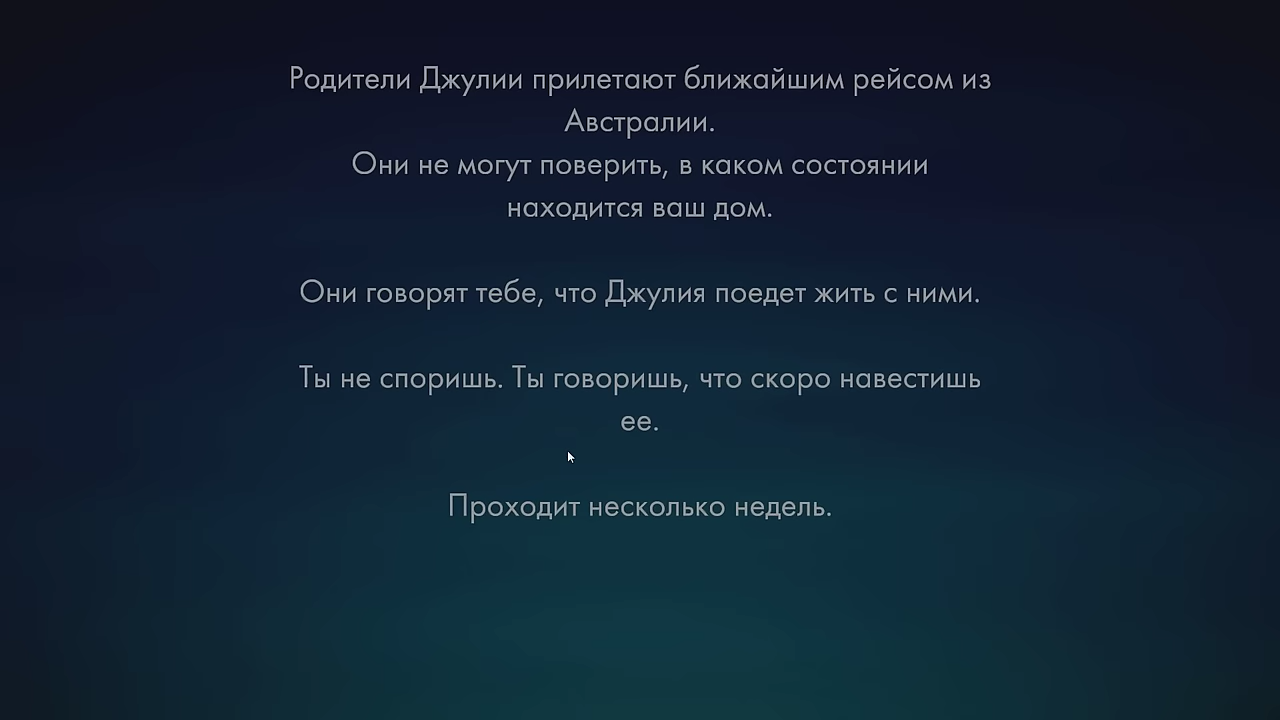 Родители Джулии прилетают ближайшим рейсом из
Австралии.
Они не могут поверить, в каком состоянии
находится ваш дом.
Они говорят тебе, что Джулия поедет жить с ними.
Ты не споришь. Ты говоришь, что скоро навестишь
ее.
Проходит несколько недель.